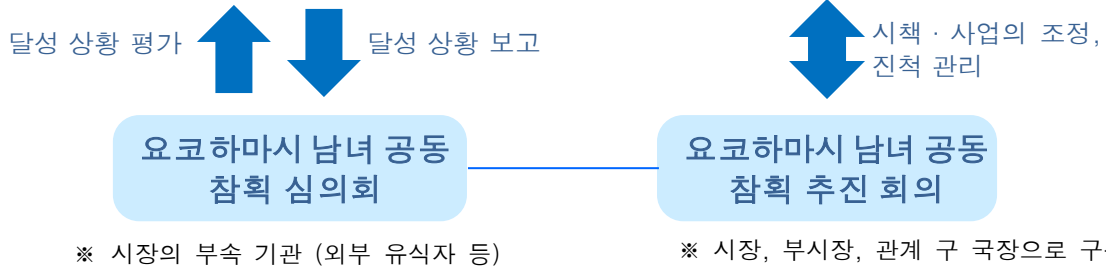 달성 상황 평가
달성 상황 보고
시책 · 사업의 조정,
진척 관리
요코하마시 남녀 공동
참획 심의회
요코하마시 남녀 공동
참획 추진 회의
※ 시장의 부속 기관 (외부 유식자 등)
※ 시장, 부시장, 관계 구 국장으로